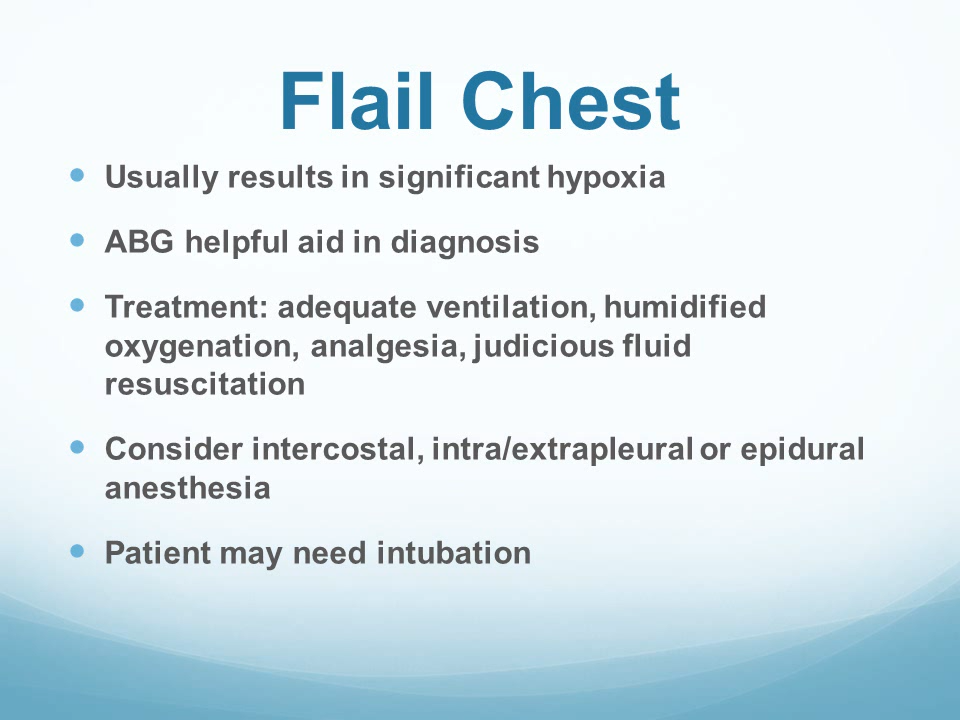 Flail Chest
Usually results in significant hypoxia
ABG helpful aid in diagnosis
Treatment: adequate ventilation, humidified
oxygenation, analgesia, judicious fluid
resuscitation
Consider intercostal, intra/extrapleural or epidural
anesthesia
Patient may need intubation